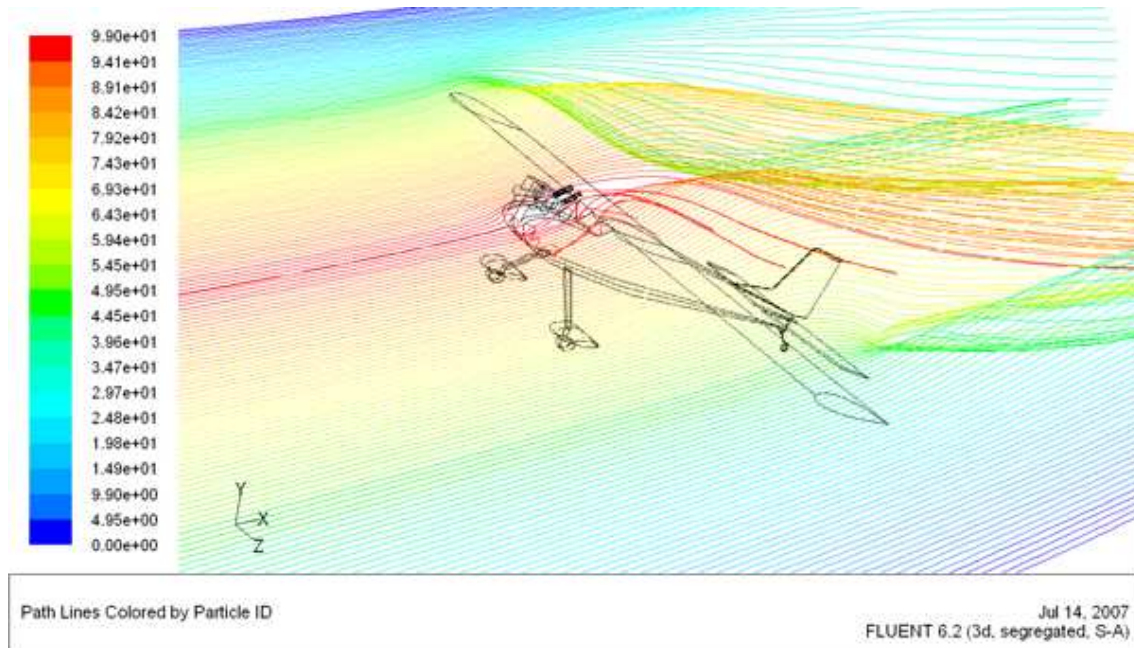 9.90e+01
9.41e+01
8.91e+01
8.42e+01
7.92e+01
7.43e+01
6.93e+01
6.43e+01
5.94e+01
5.45e+01
4.95e+01
4.45e+01
3.96e+01
3.47e+01
2.97e+01
2.48e+01
1.98e+01
1.49e+01
9.90e+00
4.95e+00
0.00e+00
Y
X
Z
Path Lines Colored by Particle ID
Jul 14, 2007
FLUENT 6.2 (3d, segregated, S-A)